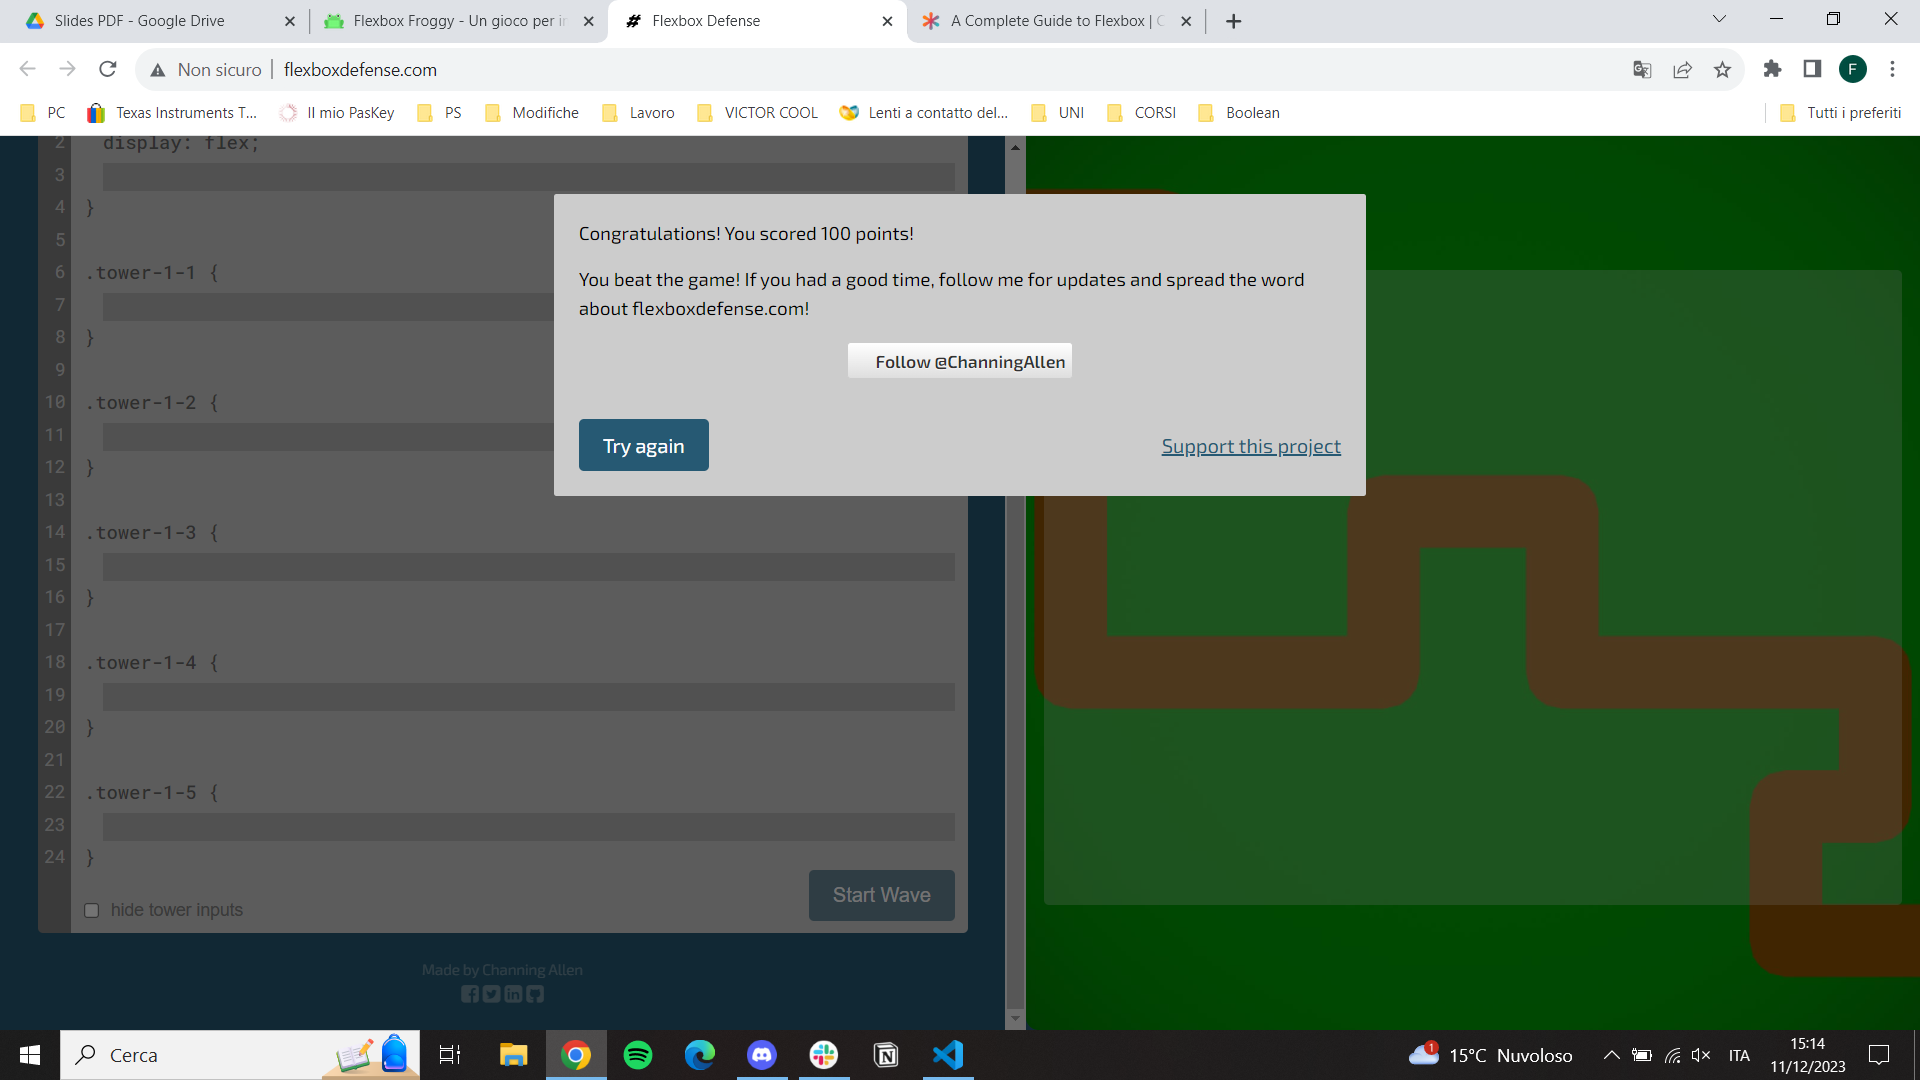 Slides PDF - Google Drive
Flexbox Froggy - Un gioco per i
Flexbox Defense
A Complete Guide to Flexbox | C
Non sicuro
flexboxdefense.com
F
PC
Texas Instruments T...
Il mio PasKey
PS
Modifiche
Lavoro
VICTOR COOL
Lenti a contatto del...
UNI
CORSI
Boolean
Tutti i preferiti
2 display: flex;
3
4 }
5
6 .tower-1-1 {
7
8 }
9
10 .tower-1-2 {
11
12 }
13
14 .tower-1-3 {
15
16 }
17
18 .tower-1-4 {
19
20 }
21
22 .tower-1-5 {
23
24 }
hide tower inputs
Start Wave
Made by Channing Allen
Congratulations! You scored 100 points!
You beat the game! If you had a good time, follow me for updates and spread the word
about flexboxdefense.com!
Follow @ChanningAllen
Try again
Support this project
Cerca
1
15°C Nuvoloso
ITA
15:14
11/12/2023